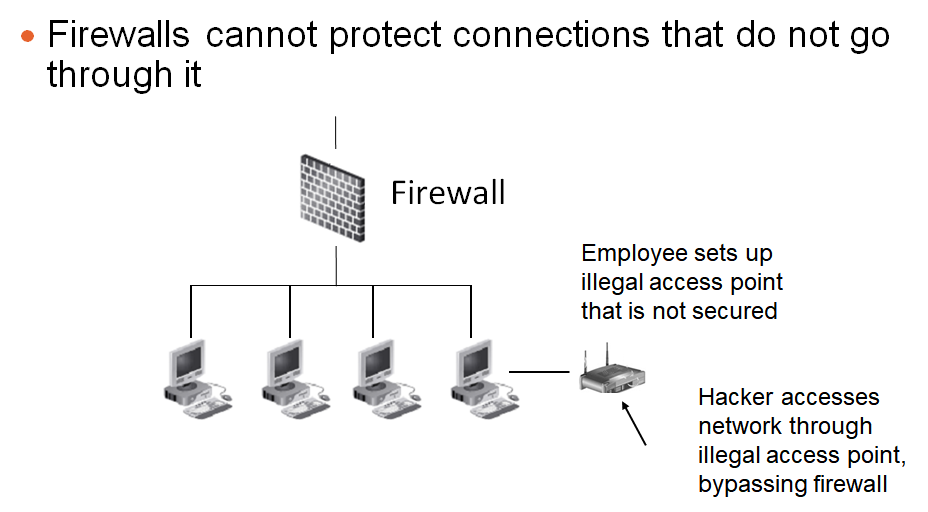 Firewalls cannot protect connections that do not go
through it
Firewall
Employee sets up
illegal access point
that is not secured
Hacker accesses
network through
illegal access point,
bypassing firewall